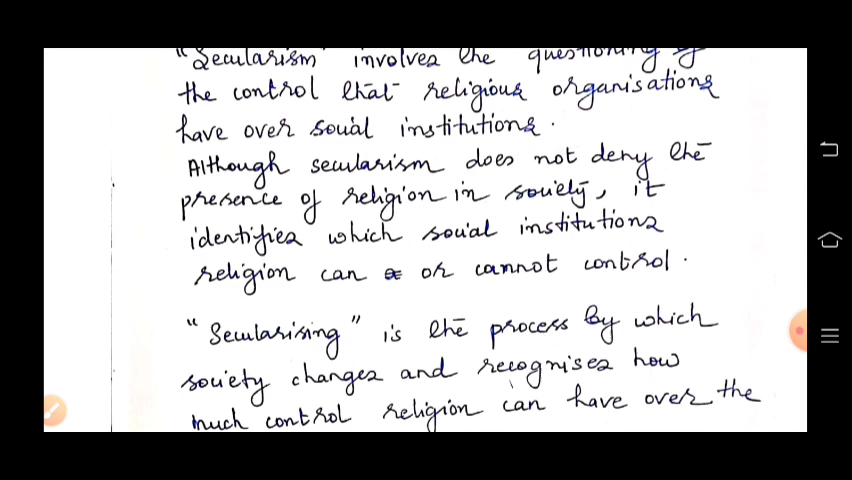 "Secularism" involves the questioning of
the control that religious organisations
have over social institutions.
Although secularism does not deny the
presence of religion in society, it
identifies which social institutions
religion can or cannot control.
"Secularising" is the process by which
society changes and recognises how
much control religion can have over the